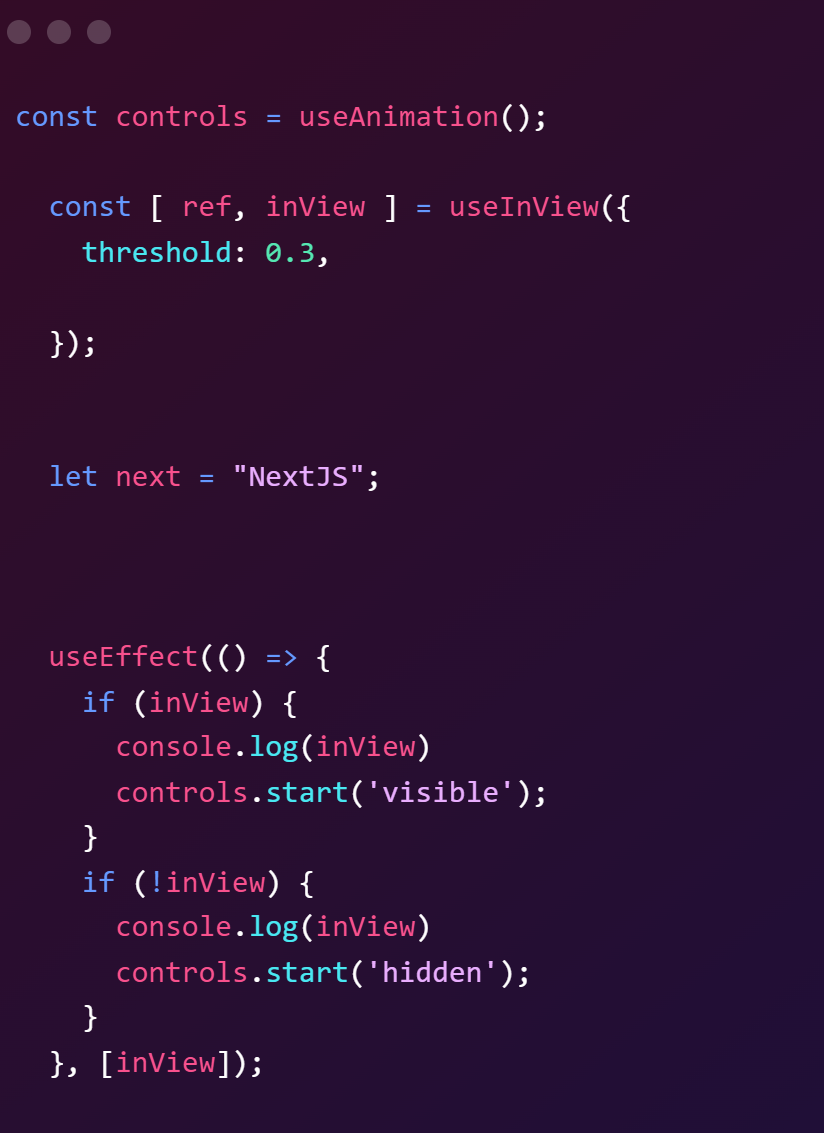 const controls = useAnimation();
const [ ref, inView ] = useInView({
threshold: 0.3,
});
let next = "NextJS";
useEffect(() => {
if (inView) {
console.log(inView)
controls.start('visible');
}
if (!inView) {
console.log(inView)
controls.start('hidden');
}
}, [inView]);